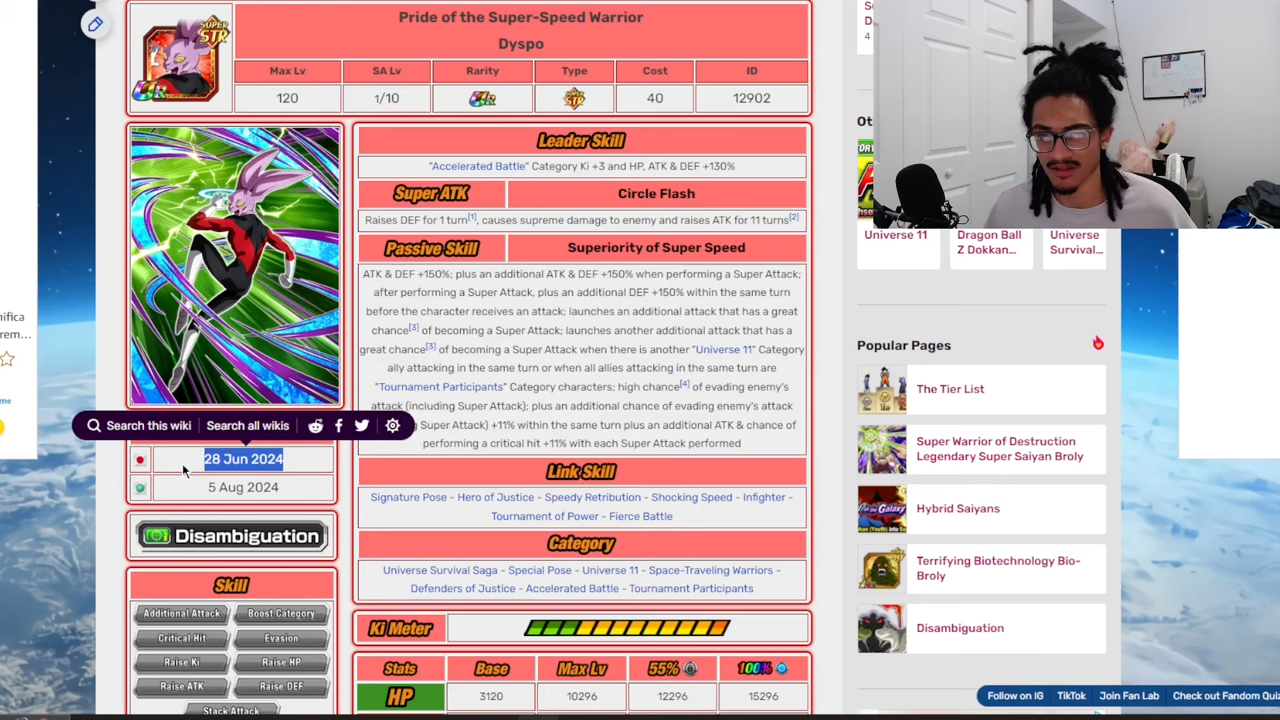 Pride of the Super-Speed Warrior
Dyspo
SUPER STR
UR
Max Lv SA Lv Rarity Type Cost ID
120 1/10 UR STR 40 12902
Leader Skill
"Accelerated Battle" Category Ki +3 and HP, ATK & DEF +130%
Super ATK Circle Flash
Raises DEF for 1 turn[1], causes supreme damage to enemy and raises ATK for 11 turns[2]
Passive Skill Superiority of Super Speed
ATK & DEF +150%; plus an additional ATK & DEF +150% when performing a Super Attack;
after performing a Super Attack, plus an additional DEF +150% within the same turn
before the character receives an attack; launches an additional attack that has a great
chance[3] of becoming a Super Attack; launches another additional attack that has a
great chance[3] of becoming a Super Attack when there is another "Universe 11" Category
ally attacking in the same turn or when all allies attacking in the same turn are
"Tournament Participants" Category characters; high chance[4] of evading enemy's
attack (including Super Attack); plus an additional chance of evading enemy's attack
Super Attack) +11% within the same turn plus an additional ATK & chance of
performing a critical hit +11% with each Super Attack performed
Search this wiki Search all wikis
28 Jun 2024
5 Aug 2024
Link Skill
Signature Pose - Hero of Justice - Speedy Retribution - Shocking Speed - Infighter -
Tournament of Power - Fierce Battle
Category
Universe Survival Saga - Special Pose - Universe 11 - Space-Traveling Warriors -
Defenders of Justice - Accelerated Battle - Tournament Participants
Disambiguation
Skill
Additional Attack Boost Category
Critical Hit Evasion
Raise Ki Raise HP
Raise ATK Raise DEF
Stack Attack
Ki Meter
Stats Base Max Lv 55% 100%
HP 3120 10296 12296 15296
4
Ot
Universe 11
Dragon Ball
Z Dokkan...
Universe
Survival...
Popular Pages
The Tier List
Super Warrior of Destruction
Legendary Super Saiyan Broly
Hybrid Saiyans
Terrifying Biotechnology Bio-
Broly
Disambiguation
Follow on IG TikTok Join Fan Lab Check out Fandom Quiz
nifica
rem...
me